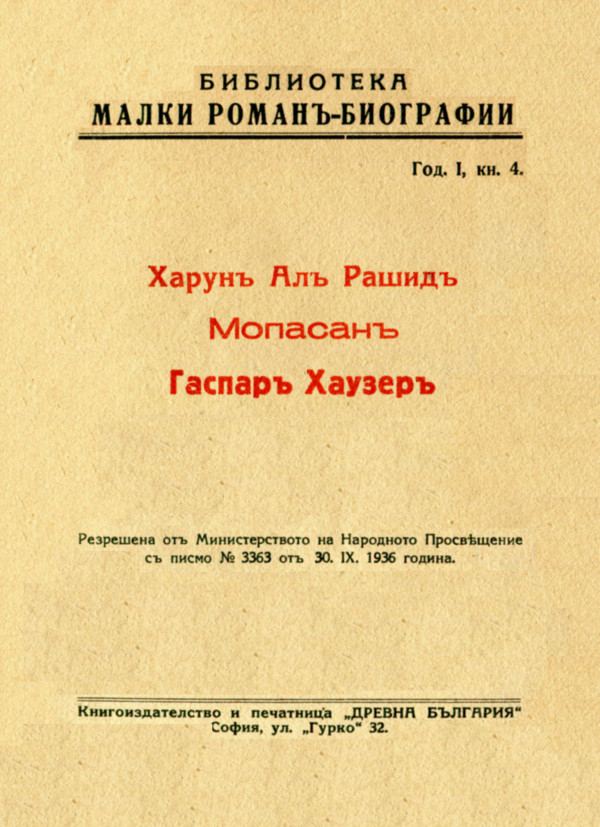 БИБЛИОТЕКА
МАЛКИ РОМАНЪ-БИОГРАФИИ
Год. I, кн. 4.
Харунъ Алъ Рашидъ
Мопасанъ
Гаспаръ Хаузеръ
Резрешена отъ Министерството на Народното Просвѣщение
съ писмо № 3363 отъ 30. IX. 1936 година.
Книгоиздателство и печатница „ДРЕВНА БЪЛГАРИЯ“
София, ул. „Гурко“ 32.